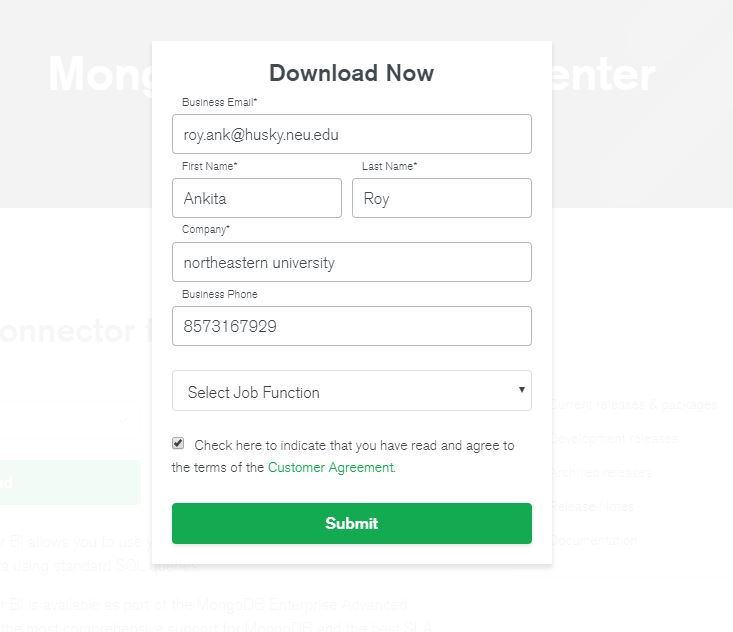 Mong
enter
Download Now
Business Email*
roy.ank@husky.neu.edu
First Name* Last Name*
Ankita Roy
Company*
northeastern university
Business Phone
8573167929
Select Job Function
Check here to indicate that you have read and agree to
the terms of the Customer Agreement.
Submit
onnector f
Current releases & packages
Development releases
Archived releases
Release Notes
Documentation
r BI allows you to use y
a using standard SQL queries.
r BI is available as part of the MongoDB Enterprise Advanced
the most comprehensive support for MongoDB and the best SLA